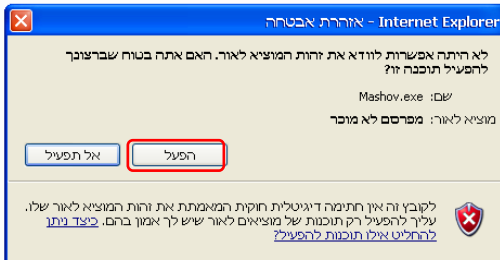 Internet Explorer - אזהרת אבטחה
לא היתה אפשרות לוודא את זהות המוציא לאור. האם אתה בטוח שברצונך
להפעיל תוכנה זו?
שם: Mashov.exe
מוציא לאור: מפרסם לא מוכר
הפעל אל תפעיל
לקובץ זה אין חתימה דיגיטלית חוקית המאמתת את זהות המוציא לאור שלו.
עליך להפעיל רק תוכנות של מוציאים לאור שיש לך אמון בהם. כיצד ניתן
להחליט אילו תוכנות להפעיל?